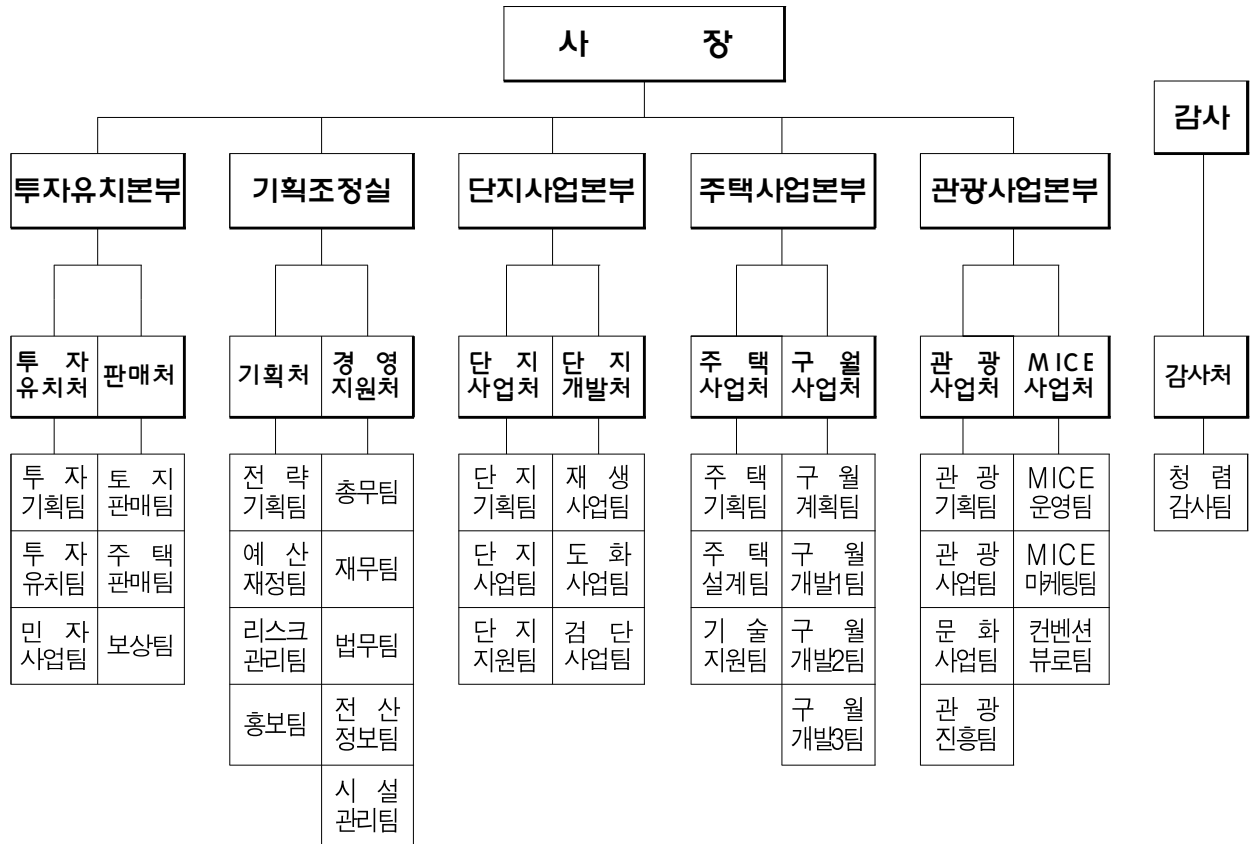 사 장
감사
투자유치본부
기획조정실
단지사업본부
주택사업본부
관광사업본부
투 자
유치처
판매처
기획처
경 영
지원처
단 지
사업처
단 지
개발처
주 택
사업처
구 월
사업처
관 광
사업처
MICE
사업처
감사처
투 자
기획팀
토 지
판매팀
전 략
기획팀
총무팀
단 지
기획팀
재 생
사업팀
주 택
기획팀
구 월
계획팀
관 광
기획팀
MICE
운영팀
청 렴
감사팀
투 자
유치팀
주 택
판매팀
예 산
재정팀
재무팀
단 지
사업팀
도 화
사업팀
주 택
설계팀
구 월
개발1팀
관 광
사업팀
MICE
마케팅팀
민 자
사업팀
보상팀
리스크
관리팀
법무팀
단 지
지원팀
검 단
사업팀
기 술
지원팀
구 월
개발2팀
문 화
사업팀
컨벤션
뷰로팀
홍보팀
전 산
정보팀
구 월
개발3팀
관 광
진흥팀
시 설
관리팀